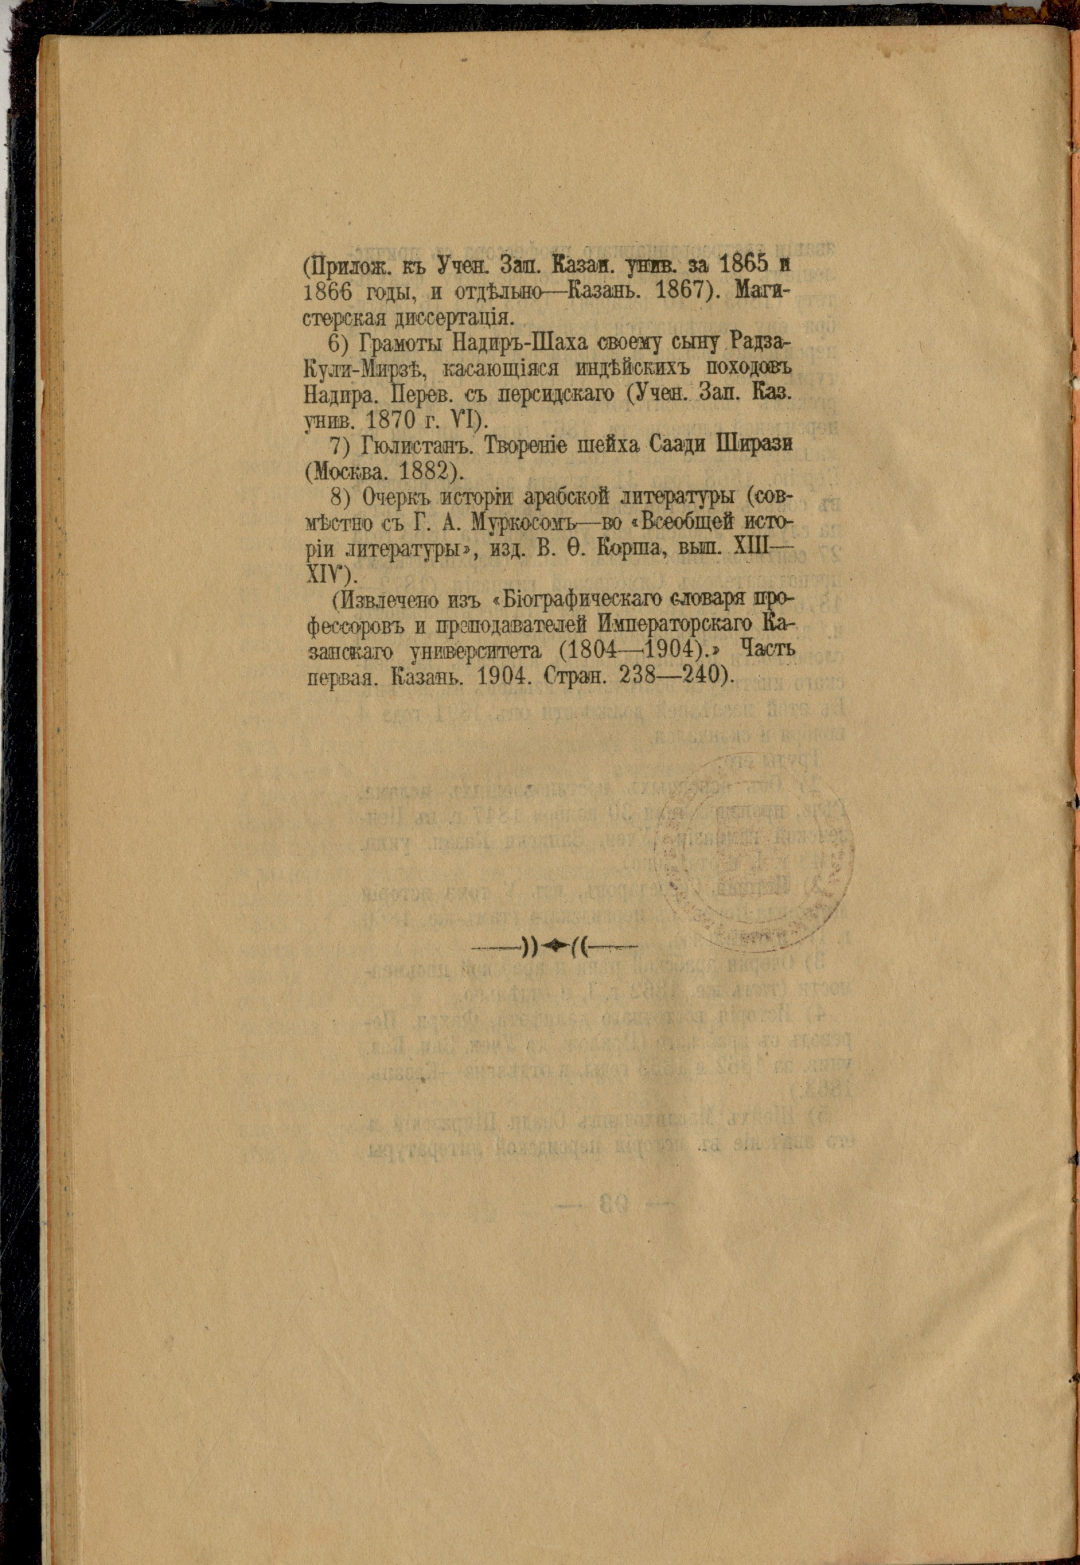 (Прилож. къ Учен. Зап. Казан. унив. за 1865 и
1866 годы, и отдѣльно—Казань. 1867). Маги-
стерская диссертація.
6) Грамоты Надиръ-Шаха своему сыну Радза-
Кули-Мирзѣ, касающіяся индѣйскихъ походовъ
Надира. Перев. съ персидскаго (Учен. Зап. Каз.
унив. 1870 г. VI).
7) Гюлистанъ. Твореніе шейха Саади Ширази
(Москва. 1882).
8) Очеркъ исторіи арабской литературы (сов-
мѣстно съ Г. А. Муркосомъ—во «Всеобщей исто-
ріи литературы», изд. В. Ѳ. Корша, вып. XIII—
XIV).
(Извлечено изъ «Біографическаго словаря про-
фессоровъ и преподавателей Императорскаго Ка-
занскаго университета (1804—1904).» Часть
первая. Казань. 1904. Стран. 238—240).